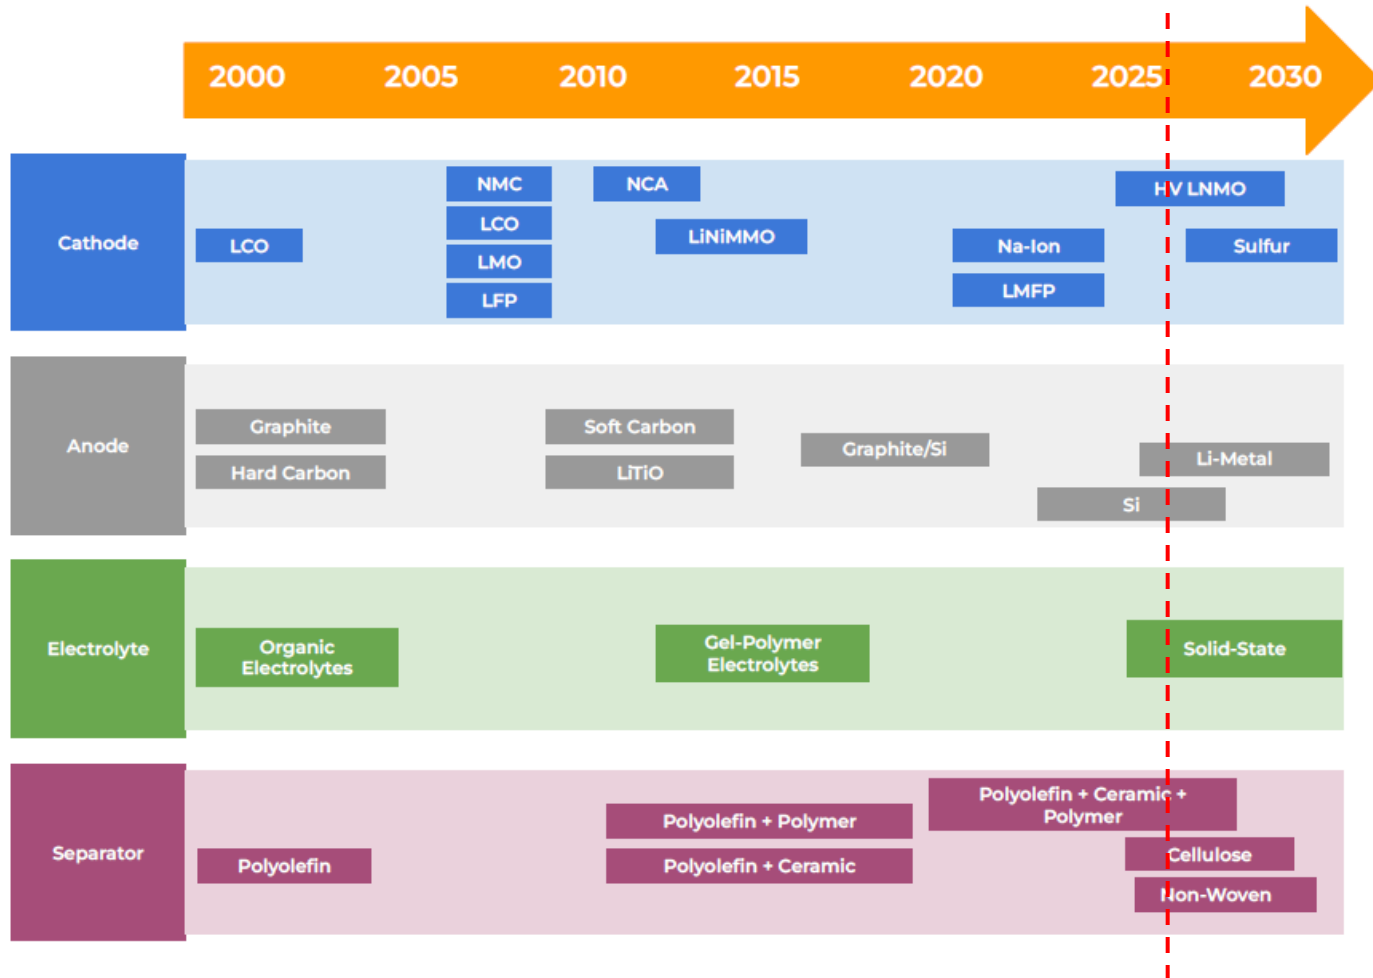 2000 2005 2010 2015 2020 2025 2030
Cathode
NMC
NCA
HV LNMO
LCO
LCO
LiNiMMO
Na-Ion
Sulfur
LMO
LMFP
LFP
Anode
Graphite
Soft Carbon
Graphite/Si
Li-Metal
Hard Carbon
LiTiO
Si
Electrolyte
Organic
Electrolytes
Gel-Polymer
Electrolytes
Solid-State
Separator
Polyolefin + Ceramic +
Polymer
Polyolefin + Polymer
Cellulose
Polyolefin
Polyolefin + Ceramic
Non-Woven